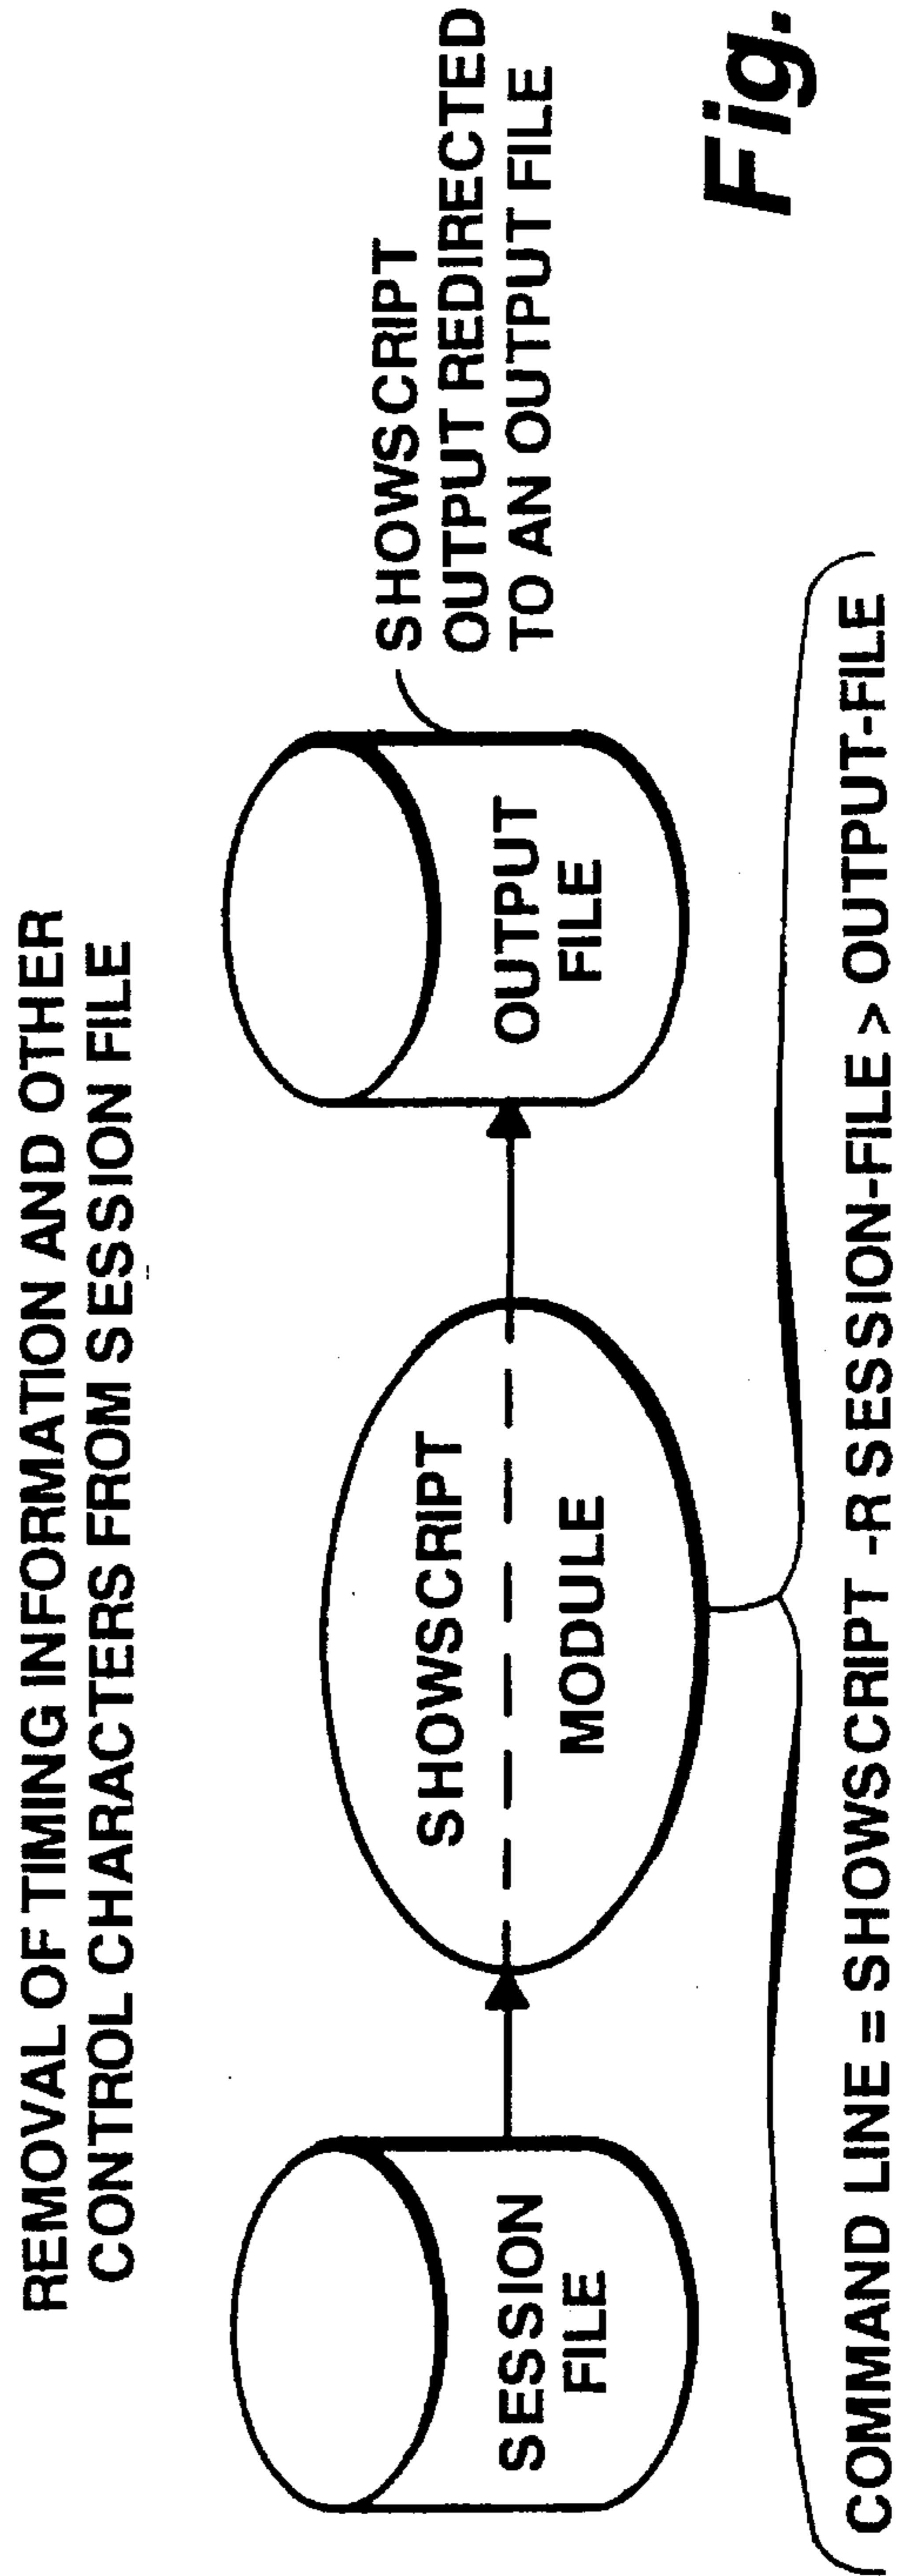 REMOVAL OF TIMING INFORMATION AND OTHER
CONTROL CHARACTERS FROM SESSION FILE
SESSION
FILE
SHOWSCRIPT
MODULE
OUTPUT
FILE
SHOWSCRIPT
OUTPUT REDIRECTED
TO AN OUTPUT FILE
COMMAND LINE = SHOWSCRIPT -R SESSION-FILE > OUTPUT-FILE
Fig.